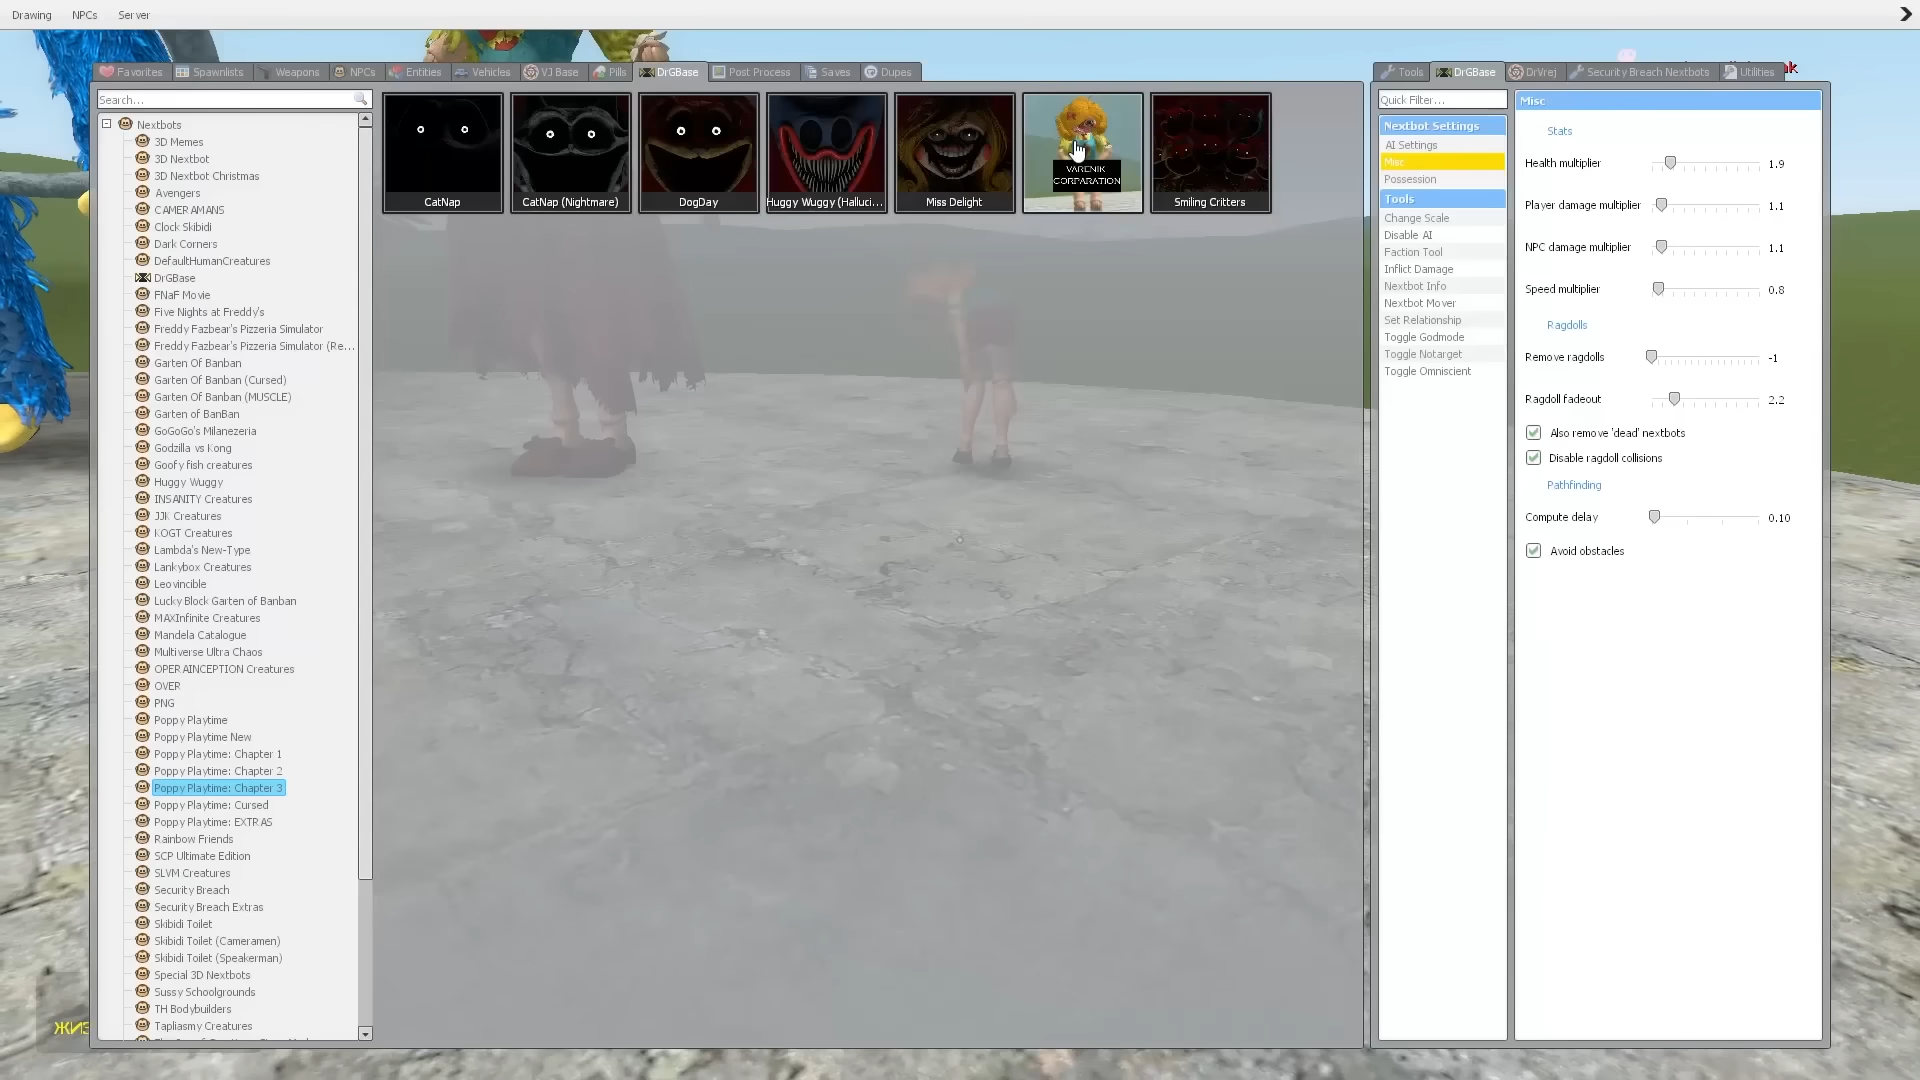 Drawing NPCs Server
Favorites Spawnlists Weapons NPCs Entities Vehicles VJ Base Pills DrGBase Post Process Saves Dupes
Tools DrGBase DrVrej Security Breach Nextbots Utilities
Search...
Nextbots
3D Memes
3D Nextbot
3D Nextbot Christmas
Avengers
CAMERAMANS
Clock Skibidi
Dark Corners
DefaultHumanCreatures
DrGBase
FNaF Movie
Five Nights at Freddy's
Freddy Fazbear's Pizzeria Simulator
Freddy Fazbear's Pizzeria Simulator (Re...
Garten Of Banban
Garten Of Banban (Cursed)
Garten Of Banban (MUSCLE)
Garten of BanBan
GoGoGo's Milanezeria
Godzilla vs Kong
Goofy fish creatures
Huggy Wuggy
INSANITY Creatures
JJK Creatures
KOGT Creatures
Lambda's New-Type
Lankybox Creatures
Leovincible
Lucky Block Garten of Banban
MAXInfinite Creatures
Mandela Catalogue
Multiverse Ultra Chaos
OPERAINCEPTION Creatures
OVER
PNG
Poppy Playtime
Poppy Playtime New
Poppy Playtime: Chapter 1
Poppy Playtime: Chapter 2
Poppy Playtime: Chapter 3
Poppy Playtime: Cursed
Poppy Playtime: EXTRAS
Rainbow Friends
SCP Ultimate Edition
SLVM Creatures
Security Breach
Security Breach Extras
Skibidi Toilet
Skibidi Toilet (Cameramen)
Skibidi Toilet (Speakerman)
Special 3D Nextbots
Sussy Schoolgrounds
TH Bodybuilders
Tapliasmy Creatures
CatNap
CatNap (Nightmare)
DogDay
Huggy Wuggy (Halluci...
Miss Delight
VARENIK
CORPARATION
Smiling Critters
Quick Filter...
Nextbot Settings
AI Settings
Misc
Possession
Tools
Change Scale
Disable AI
Faction Tool
Inflict Damage
Nextbot Info
Nextbot Mover
Set Relationship
Toggle Godmode
Toggle Notarget
Toggle Omniscient
Misc
Stats
Health multiplier 1.9
Player damage multiplier 1.1
NPC damage multiplier 1.1
Speed multiplier 0.8
Ragdolls
Remove ragdolls -1
Ragdoll fadeout 2.2
Also remove 'dead' nextbots
Disable ragdoll collisions
Pathfinding
Compute delay 0.10
Avoid obstacles